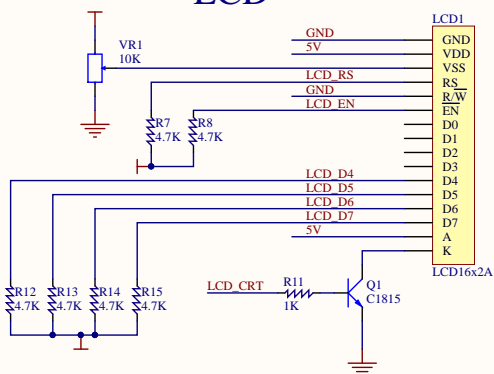 LCD
LCD1
GND GND
5V VDD
VR1
10K
VSS
LCD_RS RS
GND R/W
LCD_EN EN
R7
4.7K
R8
4.7K
D0
D1
D2
D3
LCD_D4 D4
LCD_D5 D5
LCD_D6 D6
LCD_D7 D7
5V A
K
LCD16x2A
R12
4.7K
R13
4.7K
R14
4.7K
R15
4.7K
LCD_CRT
R11
1K
Q1
C1815